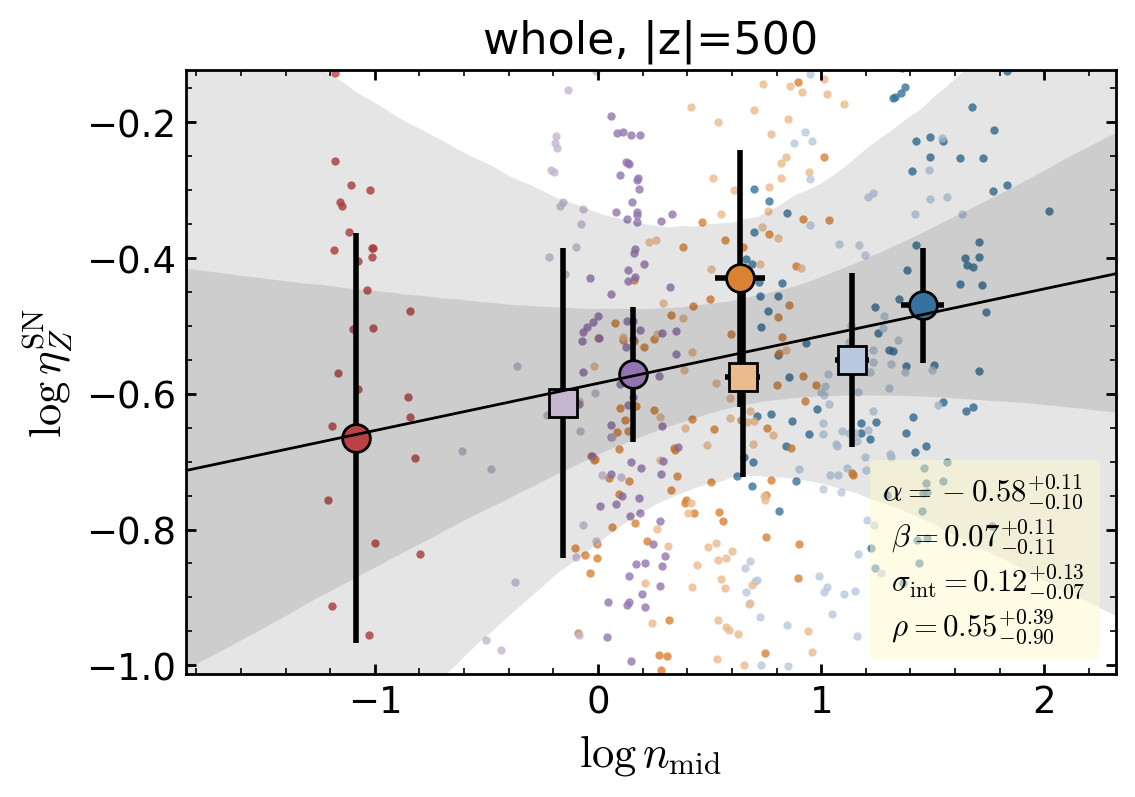 whole, |z|=500
log η_Z^SN
−0.2
−0.4
−0.6
−0.8
−1.0
α = −0.58^{+0.11}_{−0.10}
β = 0.07^{+0.11}_{−0.11}
σ_int = 0.12^{+0.13}_{−0.07}
ρ = 0.55^{+0.39}_{−0.90}
−1 0 1 2
log n_mid